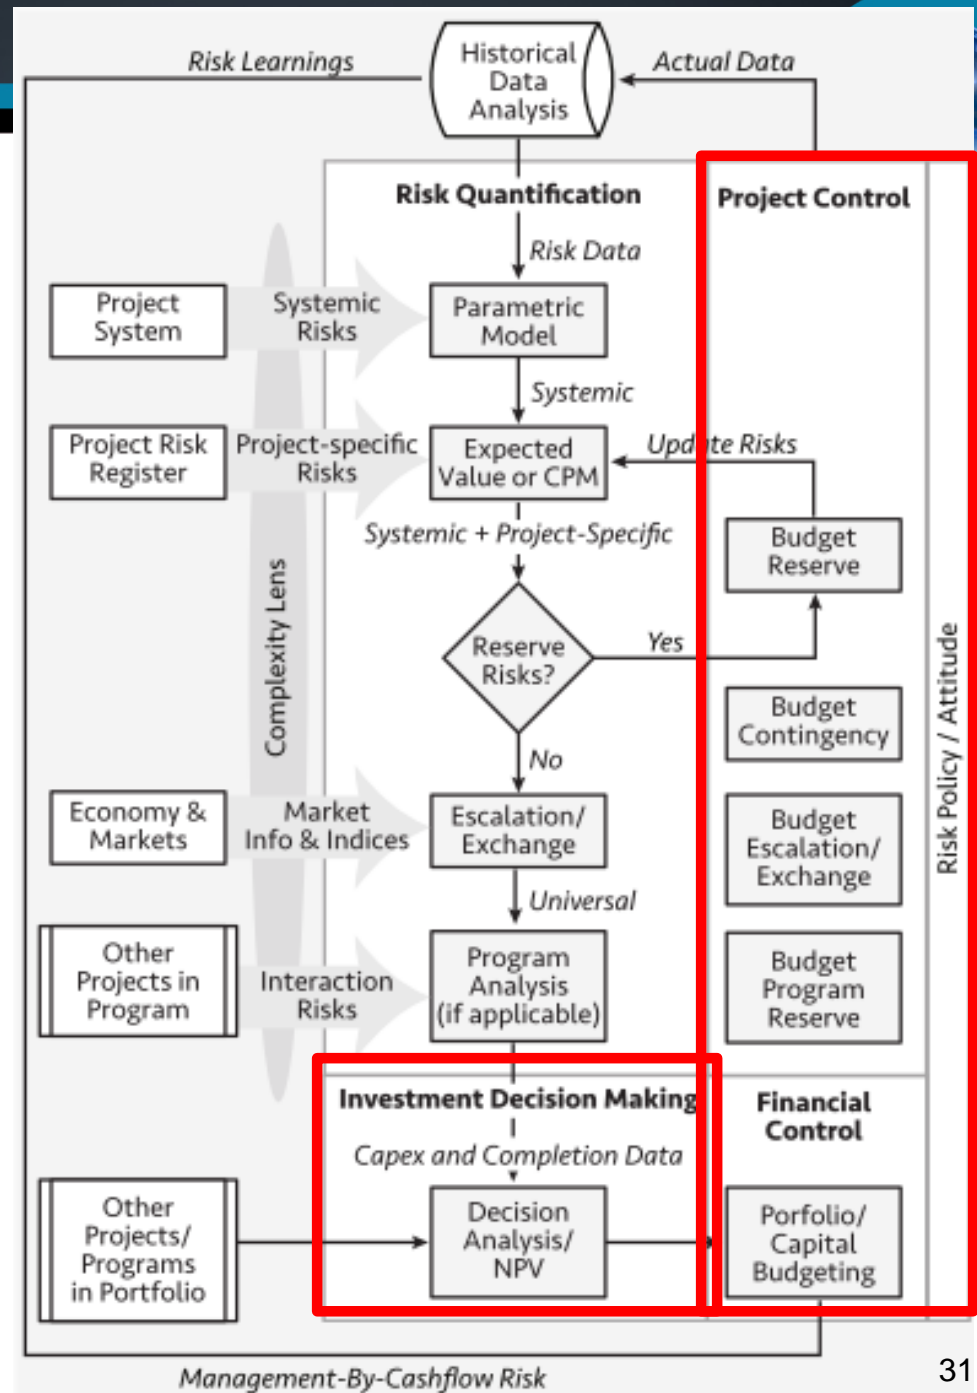 Risk Learnings
Historical
Data
Analysis
Actual Data
Risk Quantification
Project Control
Risk Data
Project
System
Systemic
Risks
Parametric
Model
Systemic
Project Risk
Register
Project-specific
Risks
Expected
Value or CPM
Update Risks
Systemic + Project-Specific
Budget
Reserve
Complexity Lens
Reserve
Risks?
Yes
Risk Policy / Attitude
Budget
Contingency
No
Economy &
Markets
Market
Info & Indices
Escalation/
Exchange
Budget
Escalation/
Exchange
Universal
Other
Projects in
Program
Interaction
Risks
Program
Analysis
(if applicable)
Budget
Program
Reserve
Investment Decision Making
Financial
Control
Capex and Completion Data
Other
Projects/
Programs
in Portfolio
Decision
Analysis/
NPV
Porfolio/
Capital
Budgeting
Management-By-Cashflow Risk
31